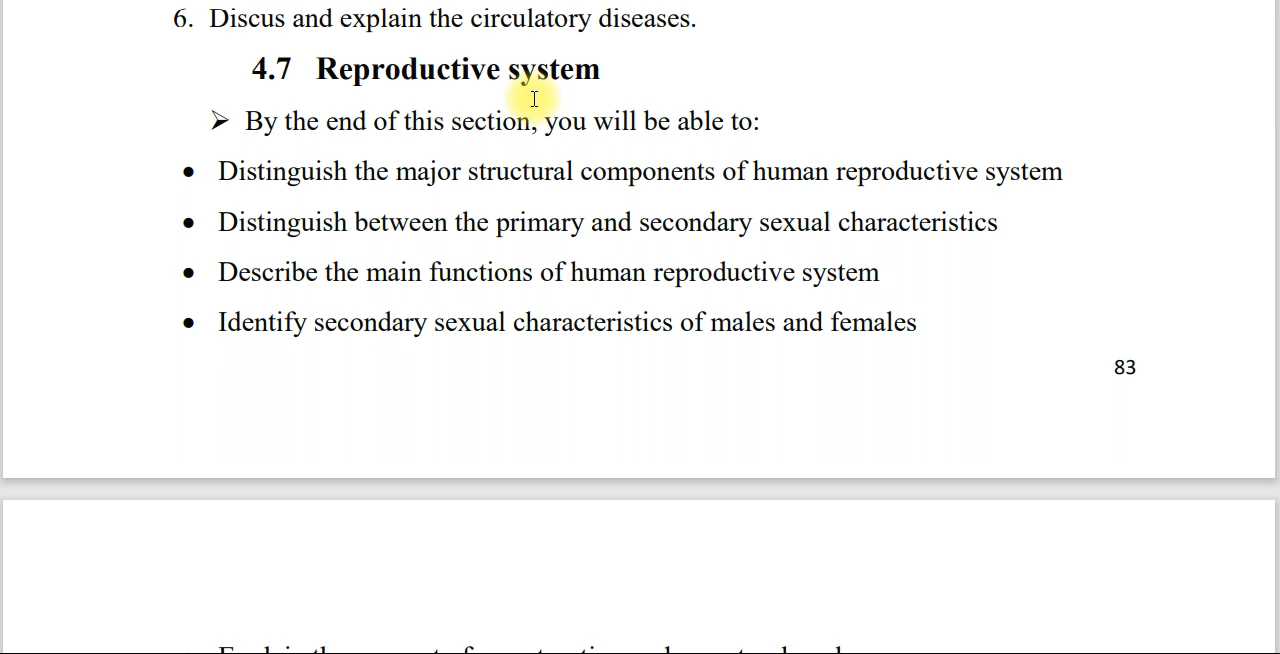 6. Discus and explain the circulatory diseases.
4.7 Reproductive system
➢ By the end of this section, you will be able to:
• Distinguish the major structural components of human reproductive system
• Distinguish between the primary and secondary sexual characteristics
• Describe the main functions of human reproductive system
• Identify secondary sexual characteristics of males and females
83